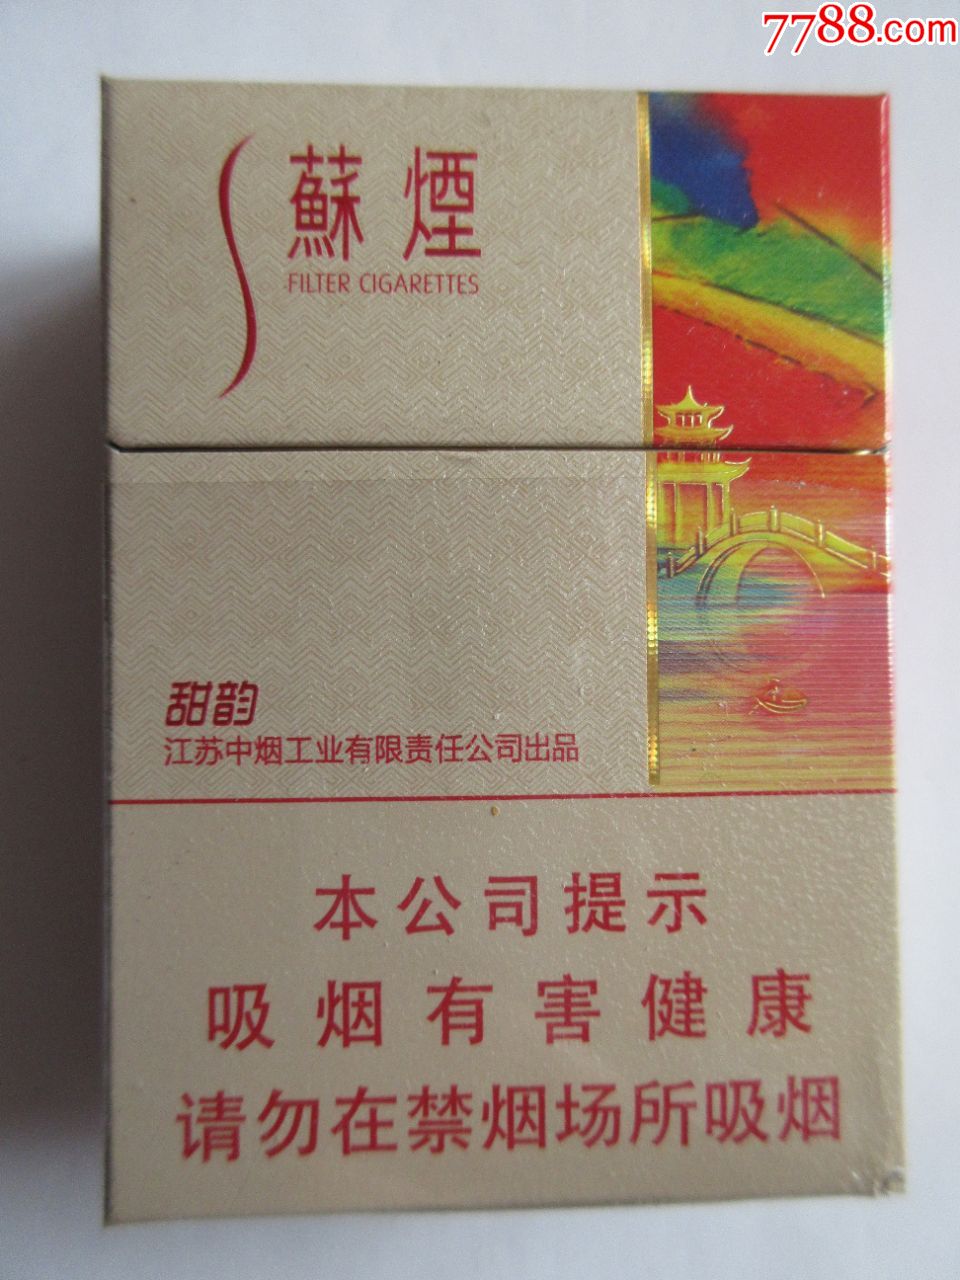 7788.com
蘇煙
FILTER CIGARETTES
甜韵
江苏中烟工业有限责任公司出品
本公司提示
吸烟有害健康
请勿在禁烟场所吸烟